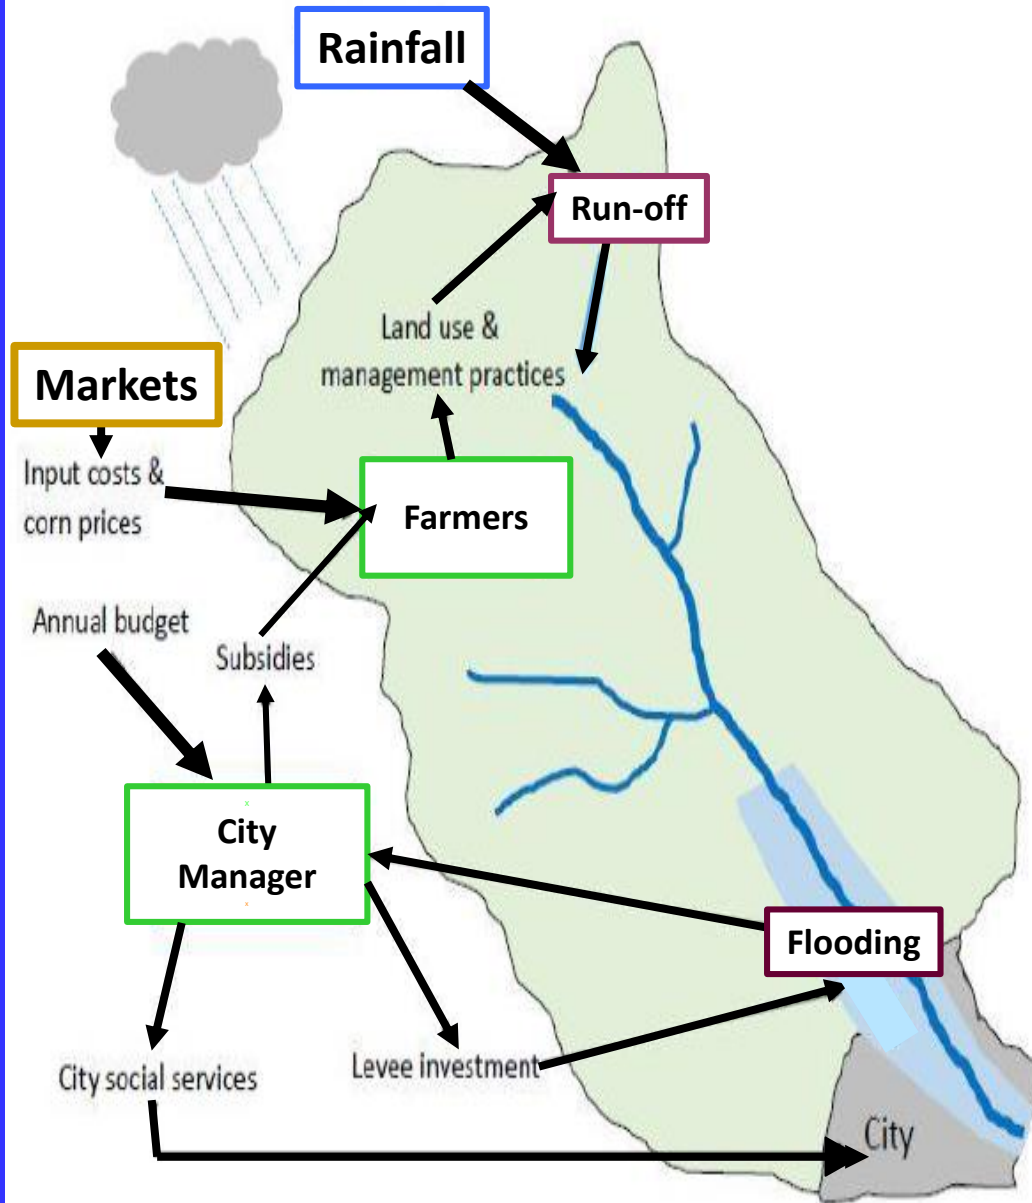 Rainfall
Run-off
Land use &
management practices
Markets
Input costs &
corn prices
Farmers
Annual budget
Subsidies
City
Manager
Flooding
City social services
Levee investment
City